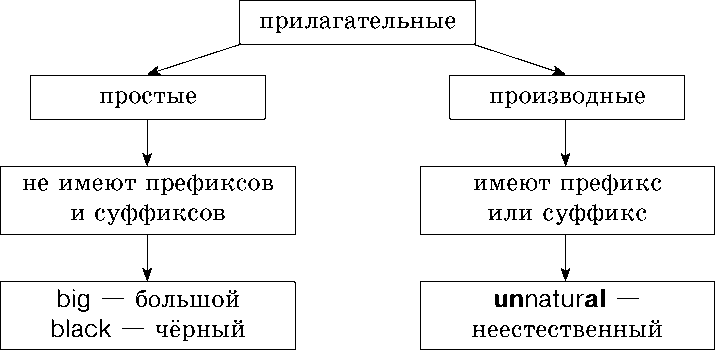 прилагательные
простые
производные
не имеют префиксов
и суффиксов
имеют префикс
или суффикс
big — большой
black — чёрный
unnatural —
неестественный